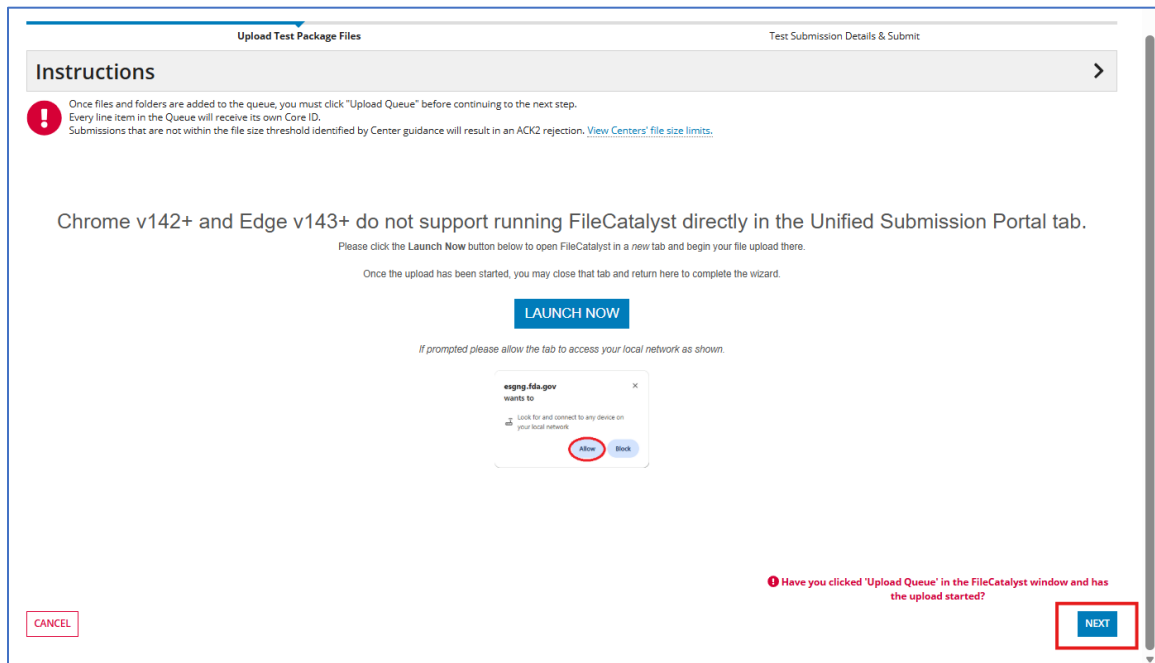 Upload Test Package Files
Test Submission Details & Submit
Instructions
Once files and folders are added to the queue, you must click "Upload Queue" before continuing to the next step.
Every line item in the Queue will receive its own Core ID.
Submissions that are not within the file size threshold identified by Center guidance will result in an ACK2 rejection. View Centers' file size limits.
Chrome v142+ and Edge v143+ do not support running FileCatalyst directly in the Unified Submission Portal tab.
Please click the Launch Now button below to open FileCatalyst in a new tab and begin your file upload there.
Once the upload has been started, you may close that tab and return here to complete the wizard.
LAUNCH NOW
If prompted please allow the tab to access your local network as shown.
esgng.fda.gov
wants to
Look for and connect to any device on
your local network
Allow Block
Have you clicked 'Upload Queue' in the FileCatalyst window and has
the upload started?
CANCEL
NEXT